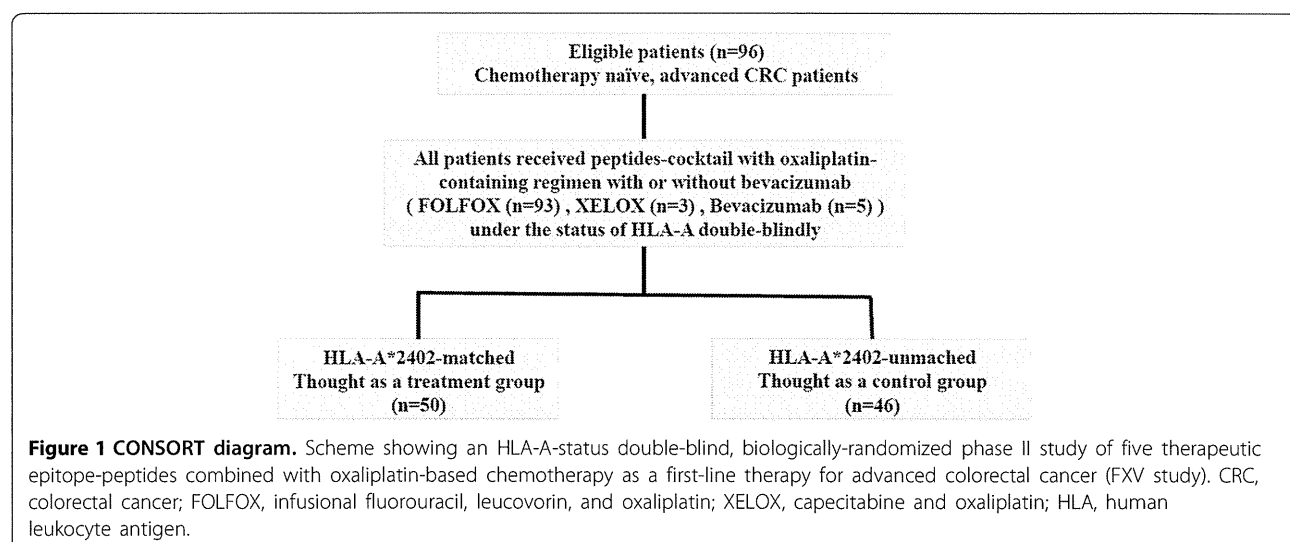 Eligible patients (n=96)
Chemotherapy naïve, advanced CRC patients
All patients received peptides-cocktail with oxaliplatin-
containing regimen with or without bevacizumab
( FOLFOX (n=93) , XELOX (n=3) , Bevacizumab (n=5) )
under the status of HLA-A double-blindly
HLA-A*2402-matched
Thought as a treatment group
(n=50)
HLA-A*2402-unmached
Thought as a control group
(n=46)
Figure 1 CONSORT diagram. Scheme showing an HLA-A-status double-blind, biologically-randomized phase II study of five therapeutic
epitope-peptides combined with oxaliplatin-based chemotherapy as a first-line therapy for advanced colorectal cancer (FXV study). CRC,
colorectal cancer; FOLFOX, infusional fluorouracil, leucovorin, and oxaliplatin; XELOX, capecitabine and oxaliplatin; HLA, human
leukocyte antigen.